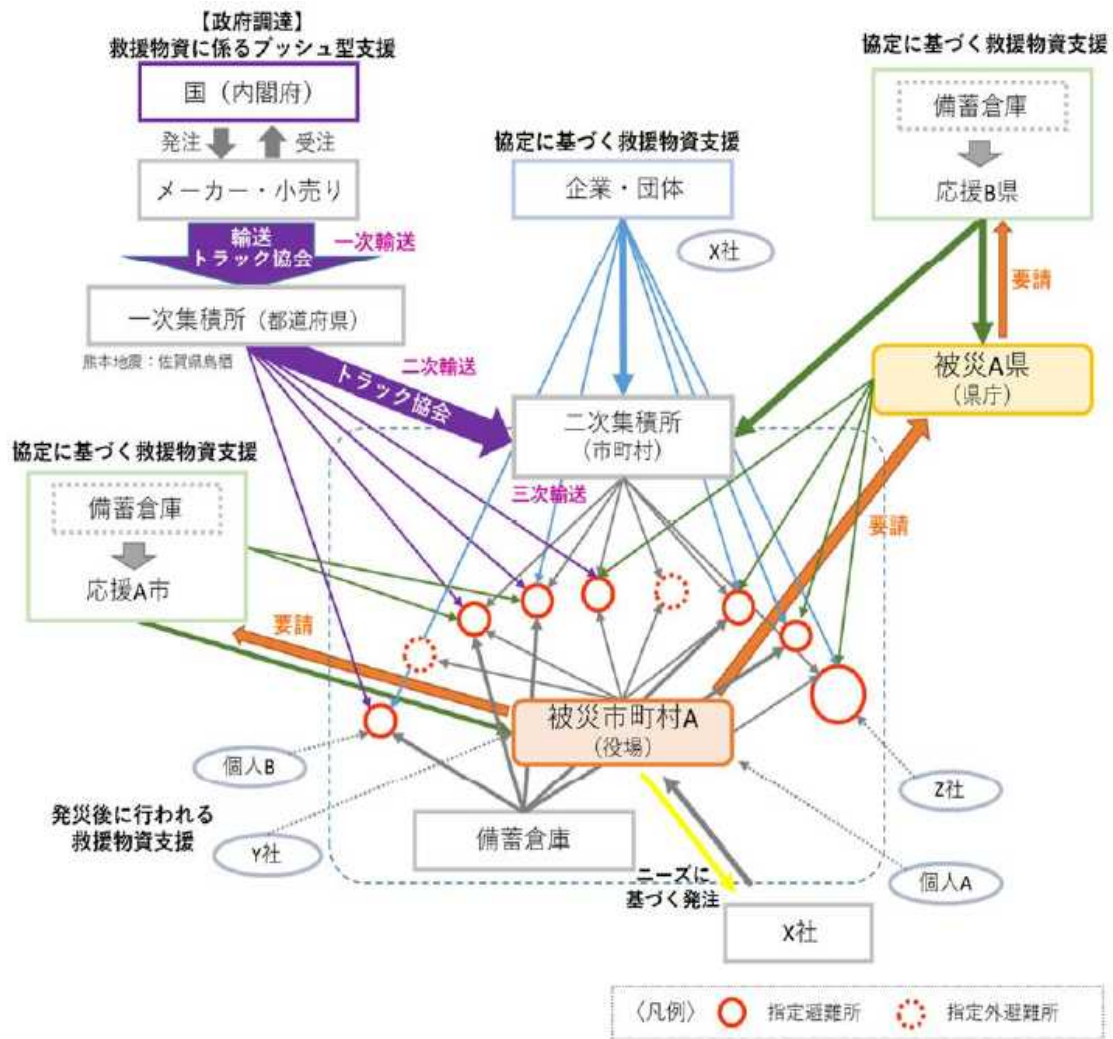 【政府調達】
救援物資に係るプッシュ型支援
国（内閣府）
発注
受注
メーカー・小売り
輸送
トラック協会
一次輸送
一次集積所（都道府県）
熊本地震：佐賀県鳥栖
二次輸送
トラック協会
協定に基づく救援物資支援
企業・団体
X社
協定に基づく救援物資支援
備蓄倉庫
応援B県
要請
被災A県
（県庁）
二次集積所
（市町村）
三次輸送
協定に基づく救援物資支援
備蓄倉庫
応援A市
要請
要請
被災市町村A
（役場）
個人B
発災後に行われる
救援物資支援
Y社
備蓄倉庫
Z社
個人A
ニーズに
基づく発注
X社
〈凡例〉 指定避難所 指定外避難所